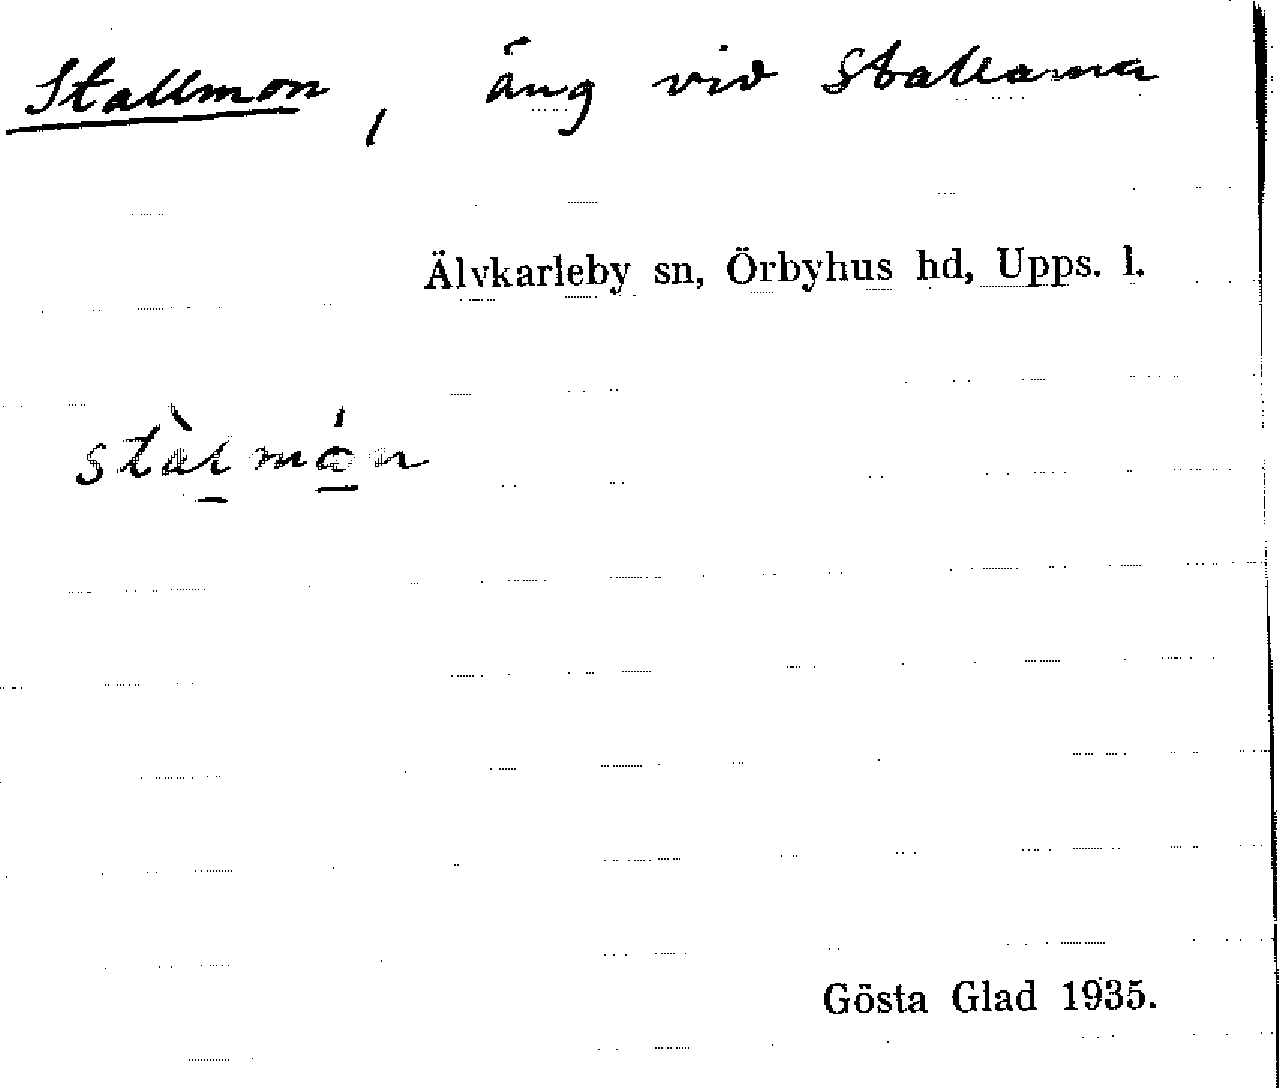 Stallmon, äng vid Stallarna
Älvkarleby sn, Örbyhus hd, Upps. l.
stàlmón
Gösta Glad 1935.